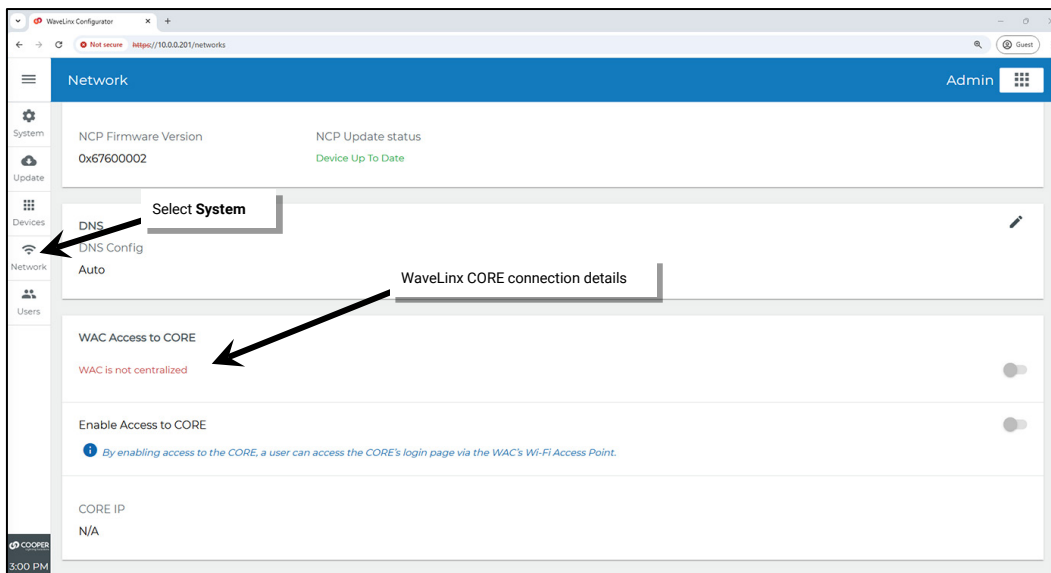 WaveLinx Configurator
Not secure https://10.0.0.201/networks
Guest
Network
Admin
System
Update
Devices
Network
Users
NCP Firmware Version
NCP Update status
0x67600002
Device Up To Date
Select System
DNS
DNS Config
Auto
WaveLinx CORE connection details
WAC Access to CORE
WAC is not centralized
Enable Access to CORE
By enabling access to the CORE, a user can access the CORE's login page via the WAC's Wi-Fi Access Point.
CORE IP
N/A
COOPER
3:00 PM